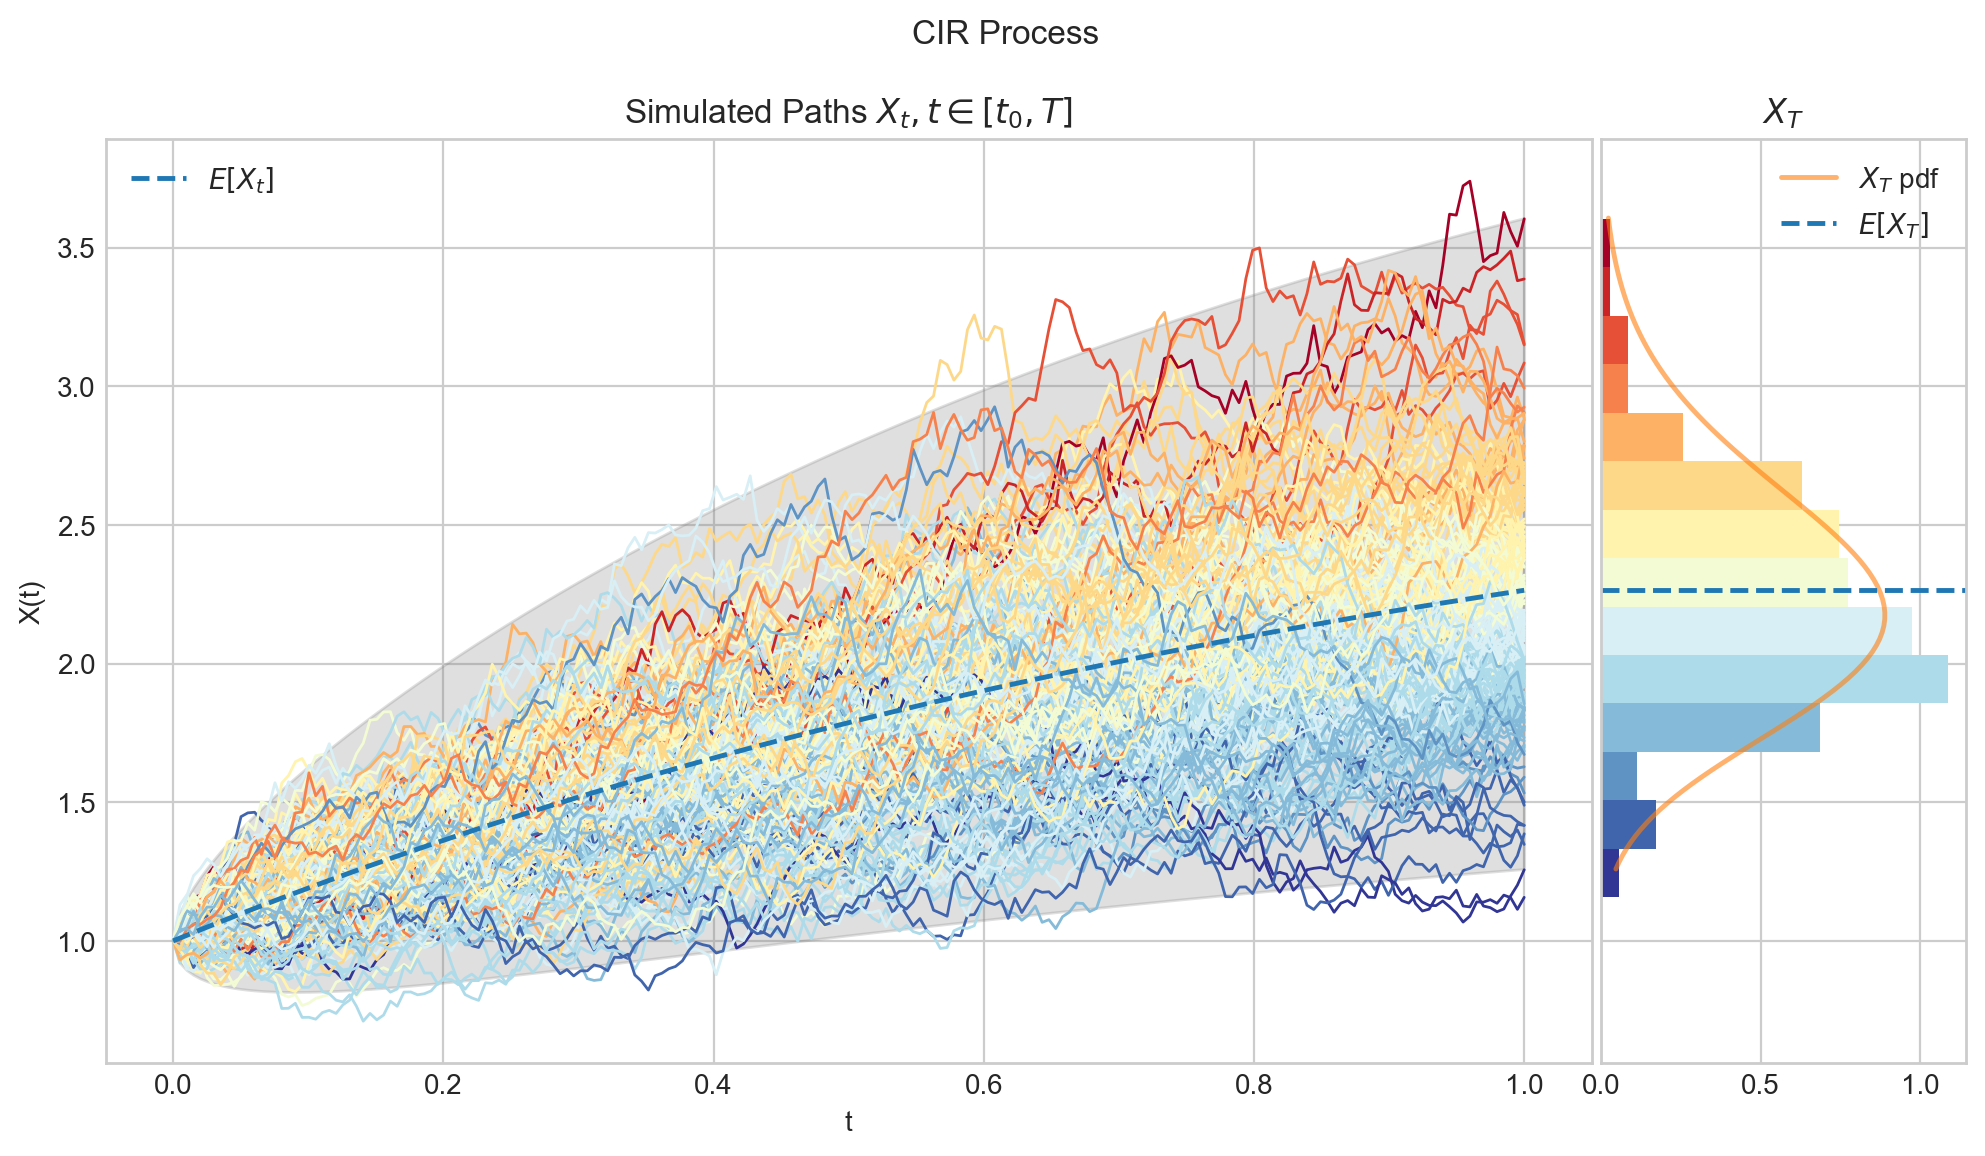 CIR Process
Simulated Paths $X_t, t \in [t_0, T]$
$X_T$
$E[X_t]$
$X_T$ pdf
$E[X_T]$
X(t)
3.5
3.0
2.5
2.0
1.5
1.0
0.0 0.2 0.4 0.6 0.8 1.0
0.0 0.5 1.0
t